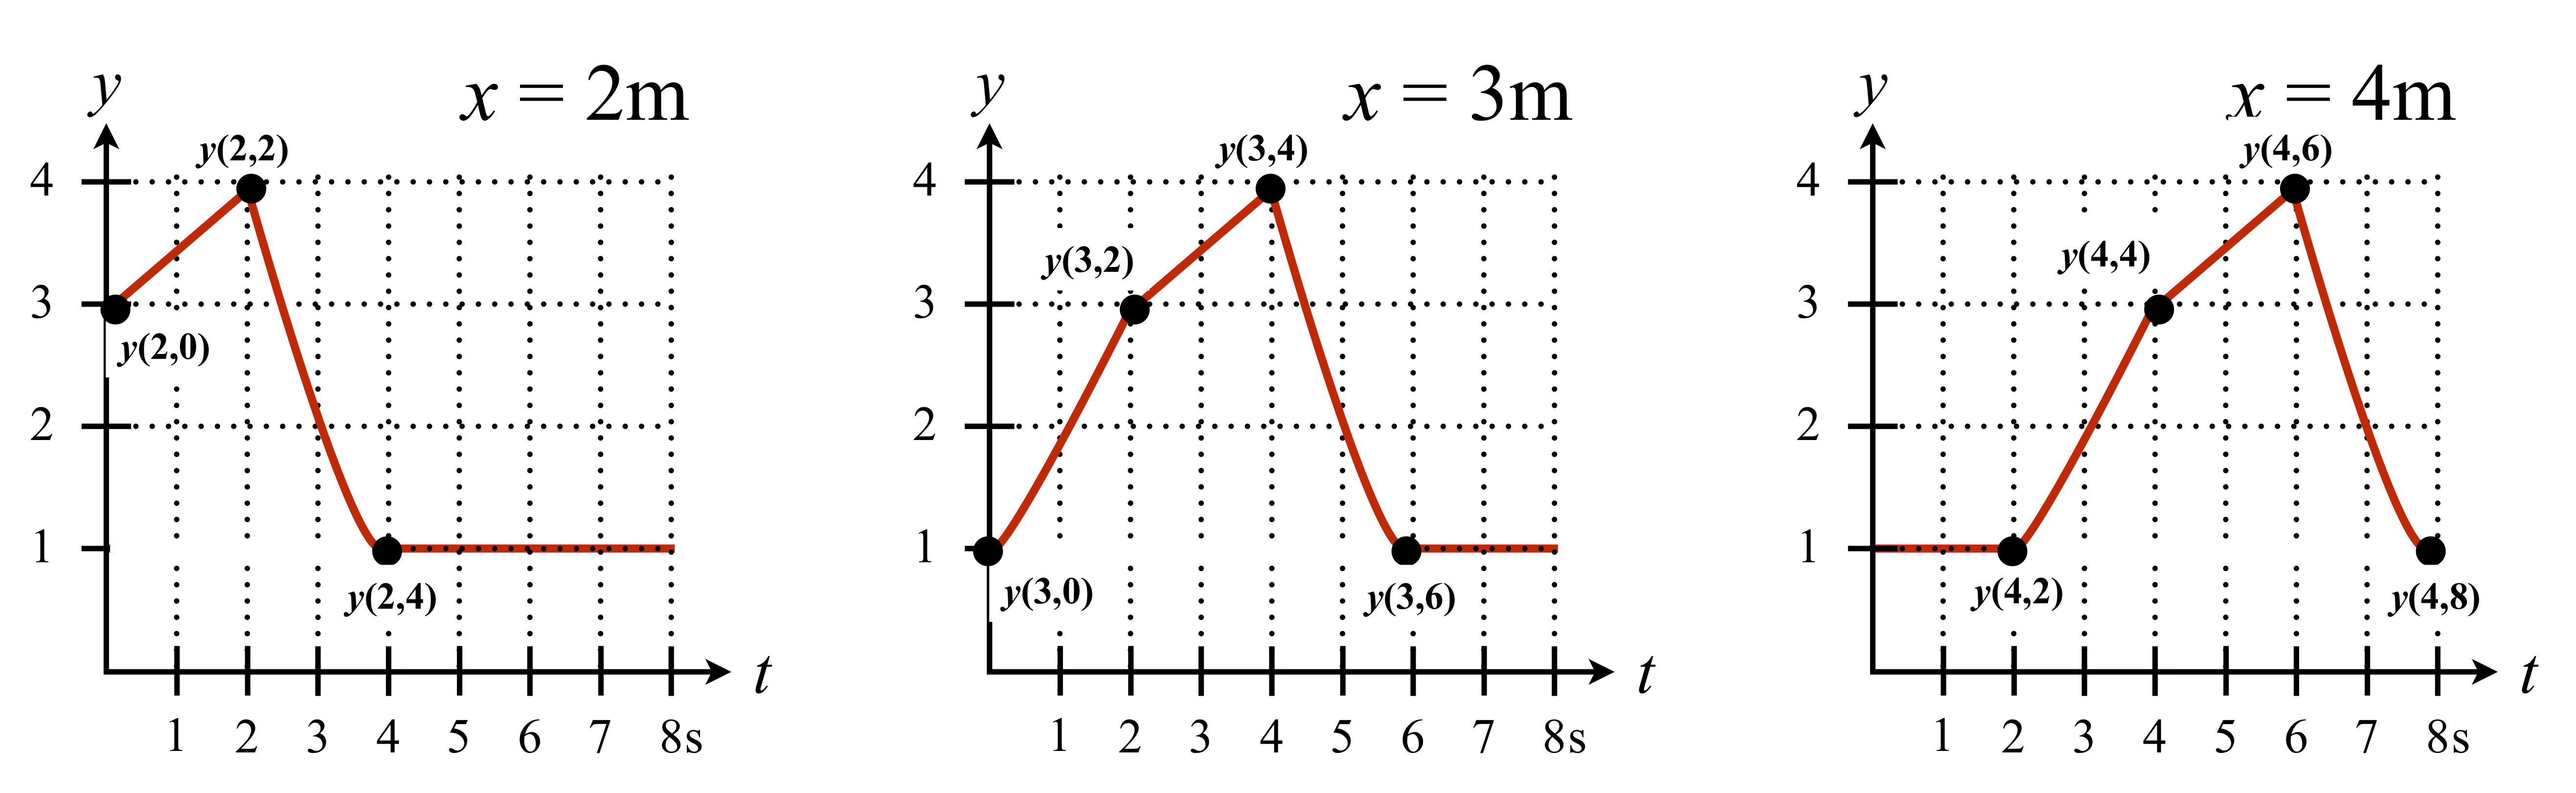 y
x = 2m
y(2,2)
4
3
y(2,0)
2
1
y(2,4)
t
1 2 3 4 5 6 7 8s
y
x = 3m
y(3,4)
4
y(3,2)
3
2
1
y(3,0)
y(3,6)
t
1 2 3 4 5 6 7 8s
y
x = 4m
y(4,6)
4
y(4,4)
3
2
1
y(4,2)
y(4,8)
t
1 2 3 4 5 6 7 8s